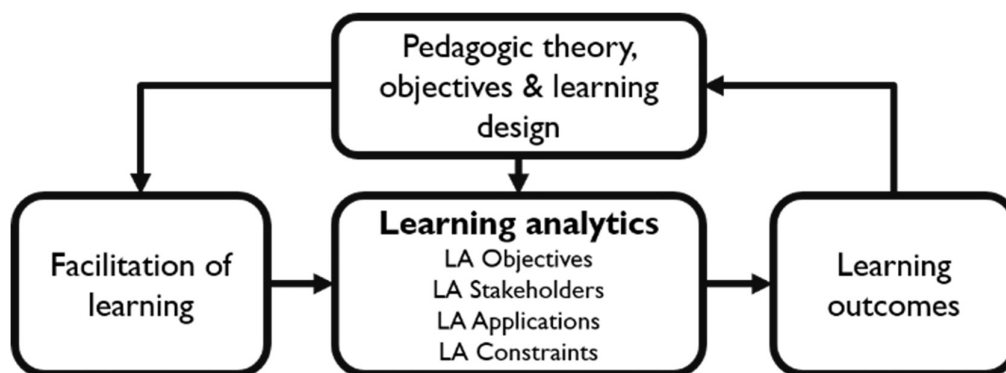 Pedagogic theory,
objectives & learning
design
Facilitation of
learning
Learning analytics
LA Objectives
LA Stakeholders
LA Applications
LA Constraints
Learning
outcomes